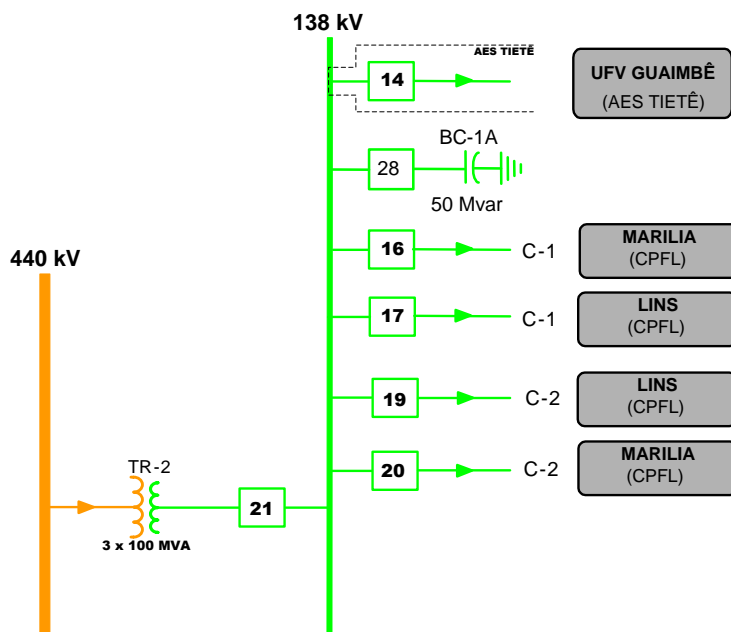 138 kV
AES TIETÊ
14
UFV GUAIMBÊ
(AES TIETÊ)
BC-1A
28
50 Mvar
16
C-1
MARILIA
(CPFL)
440 kV
17
C-1
LINS
(CPFL)
19
C-2
LINS
(CPFL)
20
C-2
MARILIA
(CPFL)
TR-2
21
3 x 100 MVA